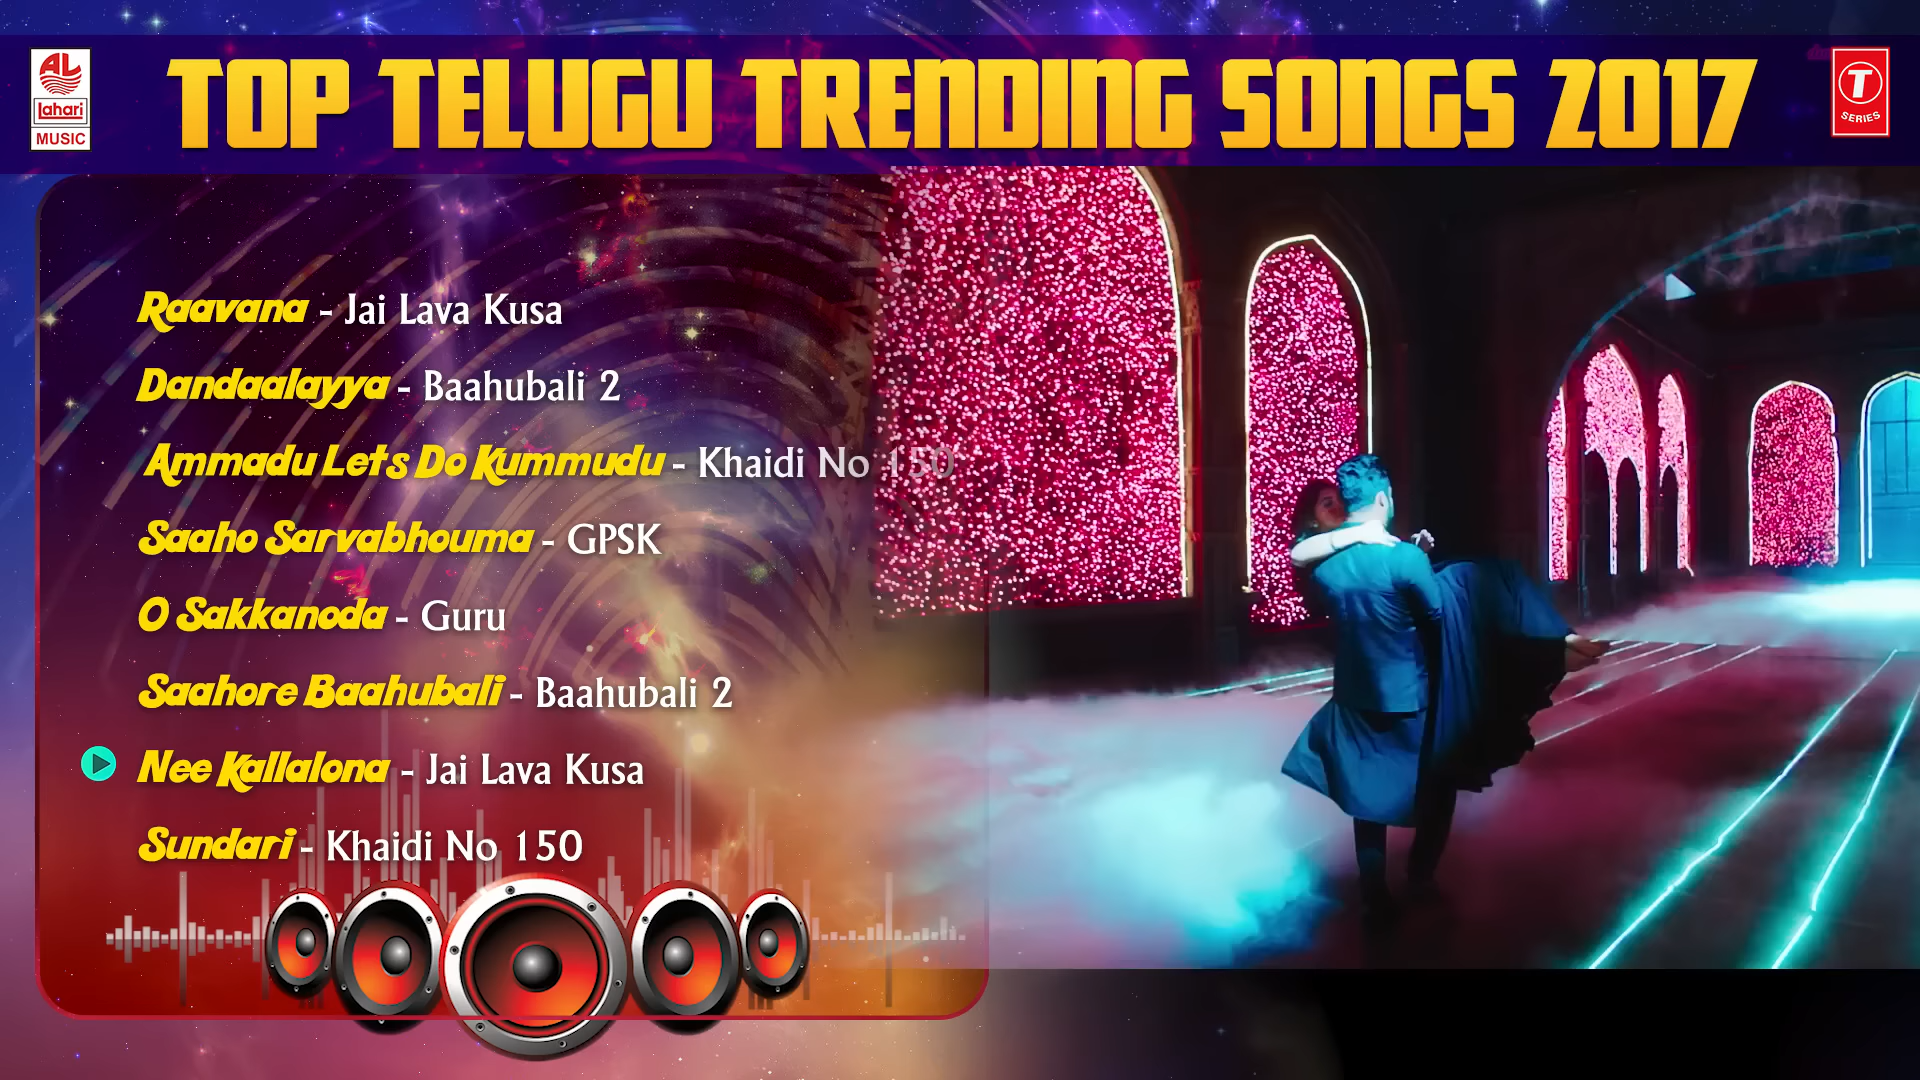 AL
lahari
MUSIC
TOP TELUGU TRENDING SONGS 2017
T
SERIES
Raavana - Jai Lava Kusa
Dandaalayya - Baahubali 2
Ammadu Lets Do Kummudu - Khaidi No 150
Saaho Sarvabhouma - GPSK
O Sakkanoda - Guru
Saahore Baahubali - Baahubali 2
Nee Kallalona - Jai Lava Kusa
Sundari - Khaidi No 150